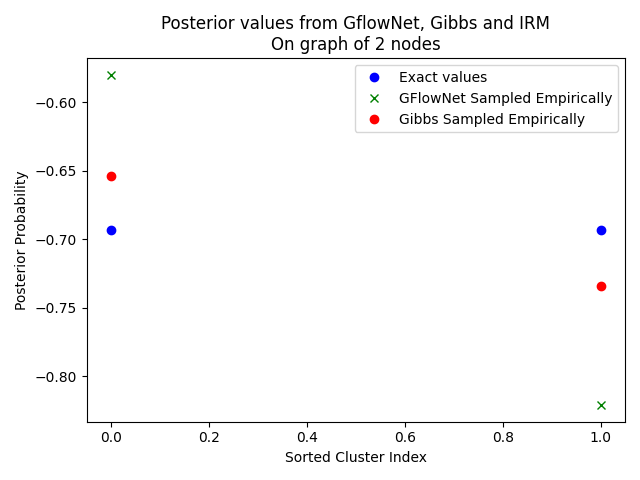 Posterior values from GflowNet, Gibbs and IRM
On graph of 2 nodes
Exact values
GFlowNet Sampled Empirically
Gibbs Sampled Empirically
−0.60
−0.65
−0.70
−0.75
−0.80
Posterior Probability
0.0 0.2 0.4 0.6 0.8 1.0
Sorted Cluster Index